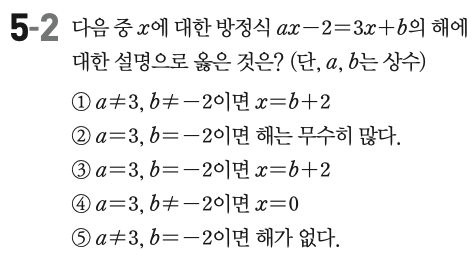 5-2 다음 중 x에 대한 방정식 ax-2=3x+b의 해에
대한 설명으로 옳은 것은? (단, a, b는 상수)
① a≠3, b≠-2이면 x=b+2
② a=3, b=-2이면 해는 무수히 많다.
③ a=3, b=-2이면 x=b+2
④ a=3, b≠-2이면 x=0
⑤ a≠3, b=-2이면 해가 없다.